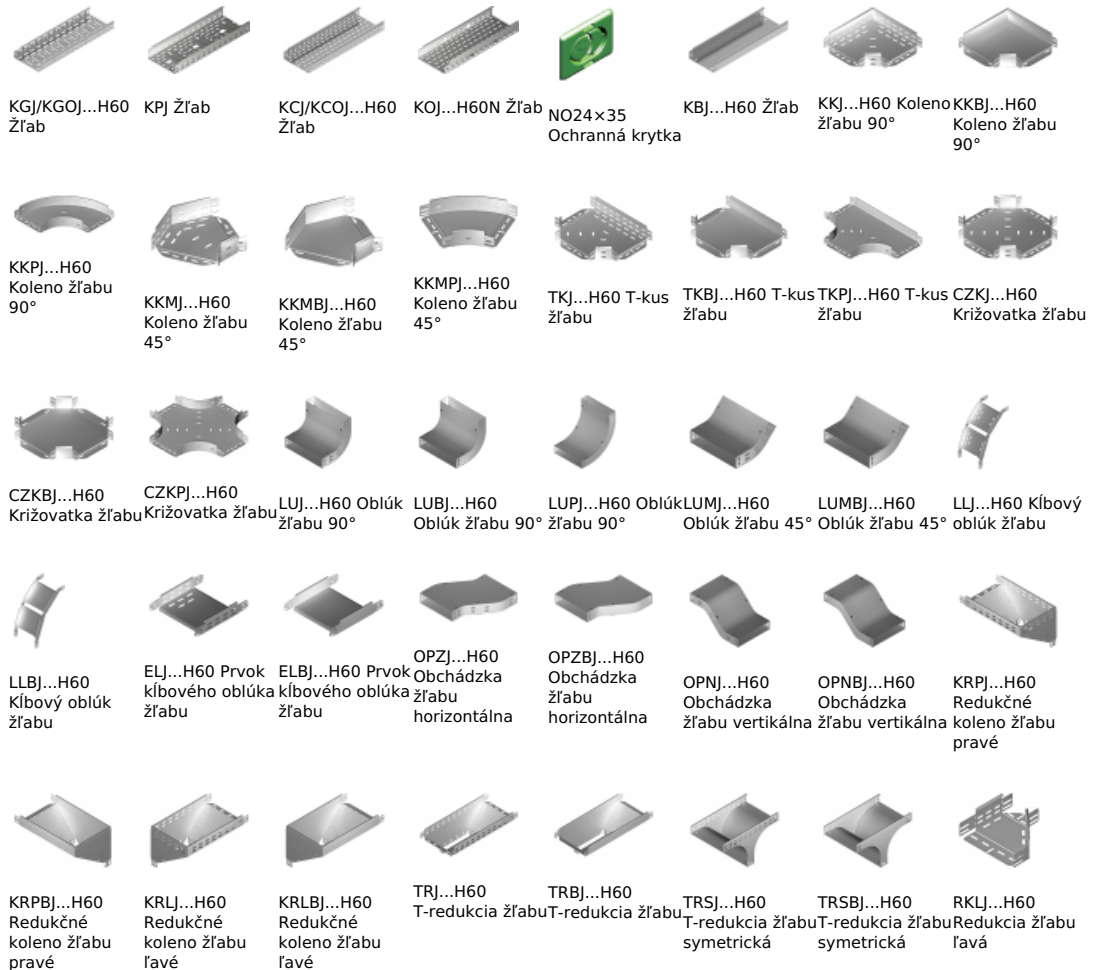 KGJ/KGOJ...H60
Žľab
KPJ Žľab
KCJ/KCOJ...H60
Žľab
KOJ...H60N Žľab
NO24×35
Ochranná krytka
KBJ...H60 Žľab
KKJ...H60 Koleno
žľabu 90°
KKBJ...H60
Koleno žľabu
90°
KKPJ...H60
Koleno žľabu
90°
KKMJ...H60
Koleno žľabu
45°
KKMBJ...H60
Koleno žľabu
45°
KKMPJ...H60
Koleno žľabu
45°
TKJ...H60 T-kus
žľabu
TKBJ...H60 T-kus
žľabu
TKPJ...H60 T-kus
žľabu
CZKJ...H60
Križovatka žľabu
CZKBJ...H60
Križovatka žľabu
CZKPJ...H60
Križovatka žľabu
LUJ...H60 Oblúk
žľabu 90°
LUBJ...H60
Oblúk žľabu 90°
LUPJ...H60 Oblúk
žľabu 90°
LUMJ...H60
Oblúk žľabu 45°
LUMBJ...H60
Oblúk žľabu 45°
LLJ...H60 Kĺbový
oblúk žľabu
LLBJ...H60
Kĺbový oblúk
žľabu
ELJ...H60 Prvok
kĺbového oblúka
žľabu
ELBJ...H60 Prvok
kĺbového oblúka
žľabu
OPZJ...H60
Obchádzka
žľabu
horizontálna
OPZBJ...H60
Obchádzka
žľabu
horizontálna
OPNJ...H60
Obchádzka
žľabu vertikálna
OPNBJ...H60
Obchádzka
žľabu vertikálna
KRPJ...H60
Redukčné
koleno žľabu
pravé
KRPBJ...H60
Redukčné
koleno žľabu
pravé
KRLJ...H60
Redukčné
koleno žľabu
ľavé
KRLBJ...H60
Redukčné
koleno žľabu
ľavé
TRJ...H60
T-redukcia žľabu
TRBJ...H60
T-redukcia žľabu
TRSJ...H60
T-redukcia žľabu
symetrická
TRSBJ...H60
T-redukcia žľabu
symetrická
RKLJ...H60
Redukcia žľabu
ľavá